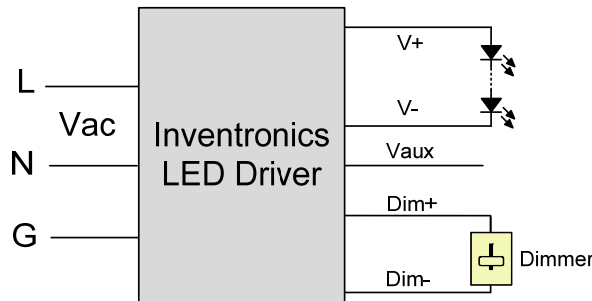 L
Vac
N
G
Inventronics
LED Driver
V+
V-
Vaux
Dim+
Dim-
Dimmer